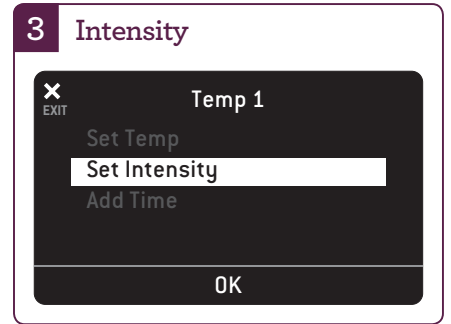 3 Intensity
X
EXIT Temp 1
Set Temp
Set Intensity
Add Time
OK